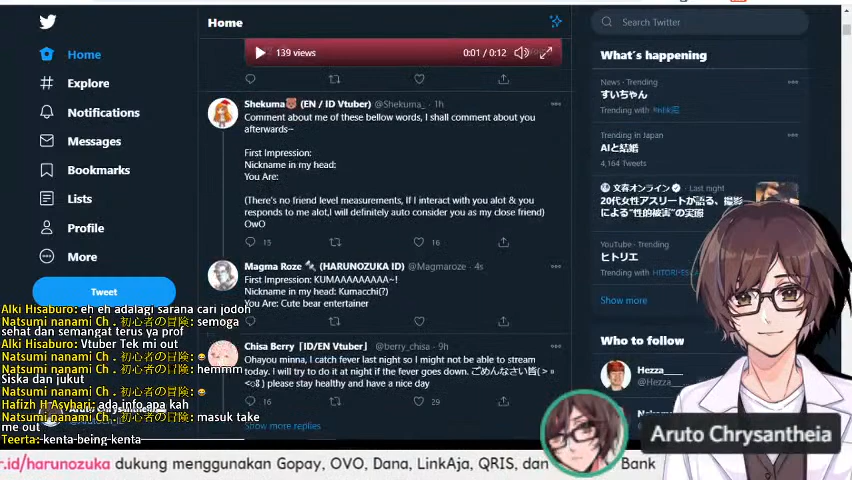 Home
Explore
Notifications
Messages
Bookmarks
Lists
Profile
More
Tweet
Home
139 views
0:01 / 0:12
Shekuma🐻 (EN / ID Vtuber) @Shekuma_ · 1h
Comment about me of these bellow words, I shall comment about you
afterwards~
First Impression:
Nickname in my head:
You Are:
(There's no friend level measurements, If I interact with you alot & you
responds to me alot,I will definitely auto consider you as my close friend)
OwO
15
16
Magma Roze 🔩 (HARUNOZUKA ID) @Magmaroze · 4s
First Impression: KUMAAAAAAAAA~!
Nickname in my head: Kumacchi(?)
You Are: Cute bear entertainer
Chisa Berry「ID/EN Vtuber」 @berry_chisa · 9h
Ohayou minna, I catch fever last night so I might not be able to stream
today. I will try to do it at night if the fever goes down.
please stay healthy and have a nice day
16
29
Show more replies
Search Twitter
What's happening
News · Trending
すいちゃん
Trending with
Trending in Japan
AIと結婚
4,164 Tweets
文春オンライン · Last night
20代女性アスリートが語る、撮影
による"性的被害"の実態
YouTube · Trending
ヒトリエ
Trending with
Show more
Who to follow
Hezza__
@Hezza_
Alki Hisaburo: eh eh adalagi sarana cari jodoh
Natsumi nanami Ch . 初心者の冒険: semoga
sehat dan semangat terus ya prof
Alki Hisaburo: Vtuber Tek mi out
Natsumi nanami Ch . 初心者の冒険: 😂
Natsumi nanami Ch . 初心者の冒険: hemmm
Siska dan jukut
Natsumi nanami Ch . 初心者の冒険: 😂
Hafizh H Asyhari: ada info apa kah
Natsumi nanami Ch . 初心者の冒険: masuk take
me out
Teerta: kenta-being-kenta
Aruto Chrysantheia
r.id/harunozuka dukung menggunakan Gopay, OVO, Dana, LinkAja, QRIS, dan Bank